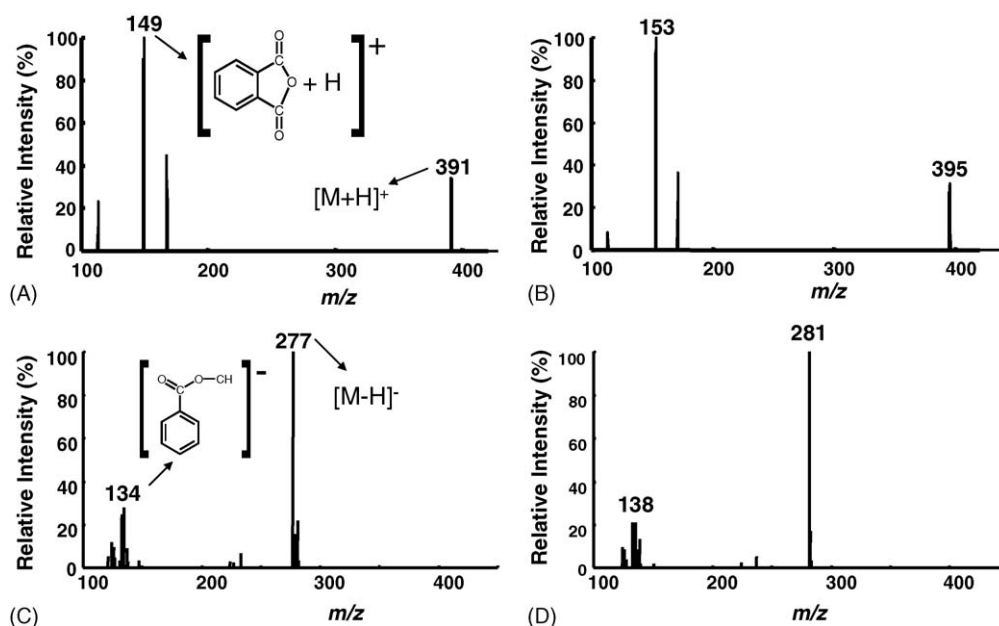 149
Relative Intensity (%)
100
80
60
40
20
0
O
C
O + H
C
O
+
391
[M+H]+
100 200 300 400
m/z
(A)
153
Relative Intensity (%)
100
80
60
40
20
0
395
100 200 300 400
m/z
(B)
277
Relative Intensity (%)
100
80
60
40
20
0
O O CH
C
-
[M-H]-
134
100 200 300 400
m/z
(C)
281
Relative Intensity (%)
100
80
60
40
20
0
138
100 200 300 400
m/z
(D)